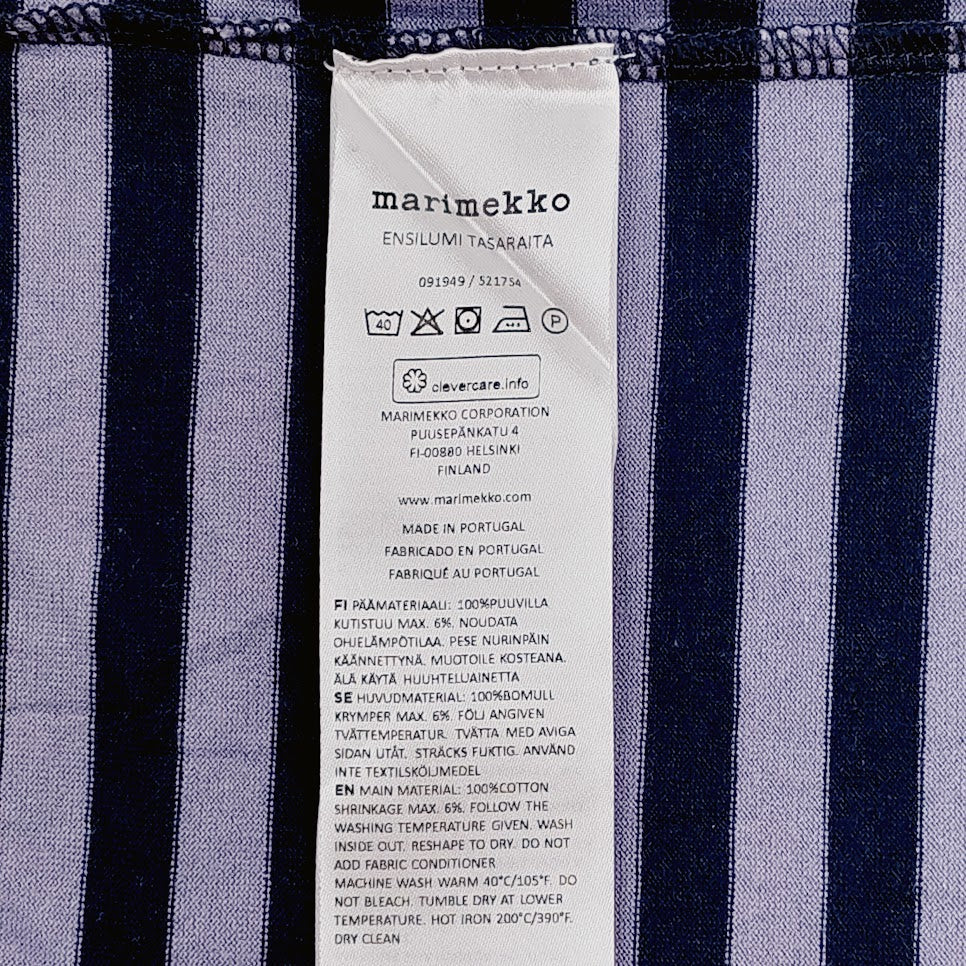 marimekko
ENSILUMI TASARAITA
091949 / 521754
40 P
clevercare.info
MARIMEKKO CORPORATION
PUUSEPÄNKATU 4
FI-00880 HELSINKI
FINLAND
www.marimekko.com
MADE IN PORTUGAL
FABRICADO EN PORTUGAL
FABRIQUÉ AU PORTUGAL
FI PÄÄMATERIAALI: 100%PUUVILLA
KUTISTUU MAX. 6%. NOUDATA
OHJELÄMPÖTILAA. PESE NURINPÄIN
KÄÄNNETTYNÄ. MUOTOILE KOSTEANA.
ÄLÄ KÄYTÄ HUUHTELUAINETTA
SE HUVUDMATERIAL: 100%BOMULL
KRYMPER MAX. 6%. FÖLJ ANGIVEN
TVÄTTEMPERATUR. TVÄTTA MED AVIGA
SIDAN UTÅT. STRÄCKS FUKTIG. ANVÄND
INTE TEXTILSKÖLJMEDEL
EN MAIN MATERIAL: 100%COTTON
SHRINKAGE MAX. 6%. FOLLOW THE
WASHING TEMPERATURE GIVEN. WASH
INSIDE OUT. RESHAPE TO DRY. DO NOT
ADD FABRIC CONDITIONER
MACHINE WASH WARM 40°C/105°F. DO
NOT BLEACH. TUMBLE DRY AT LOWER
TEMPERATURE. HOT IRON 200°C/390°F.
DRY CLEAN